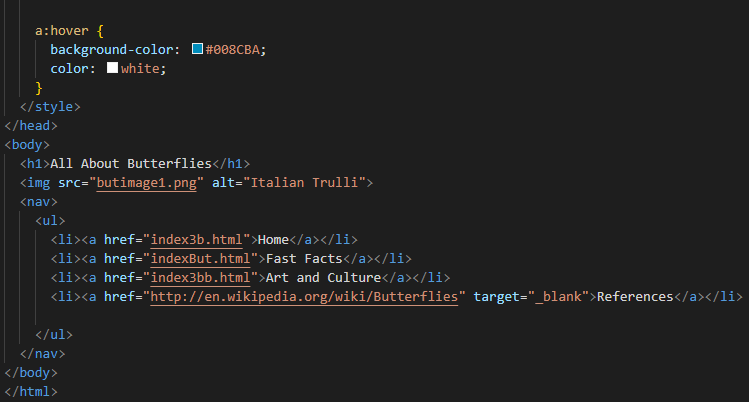 a:hover {
background-color: #008CBA;
color: white;
}
</style>
</head>
<body>
<h1>All About Butterflies</h1>
<img src="butimage1.png" alt="Italian Trulli">
<nav>
<ul>
<li><a href="index3b.html">Home</a></li>
<li><a href="indexBut.html">Fast Facts</a></li>
<li><a href="index3bb.html">Art and Culture</a></li>
<li><a href="http://en.wikipedia.org/wiki/Butterflies" target="_blank">References</a></li>
</ul>
</nav>
</body>
</html>